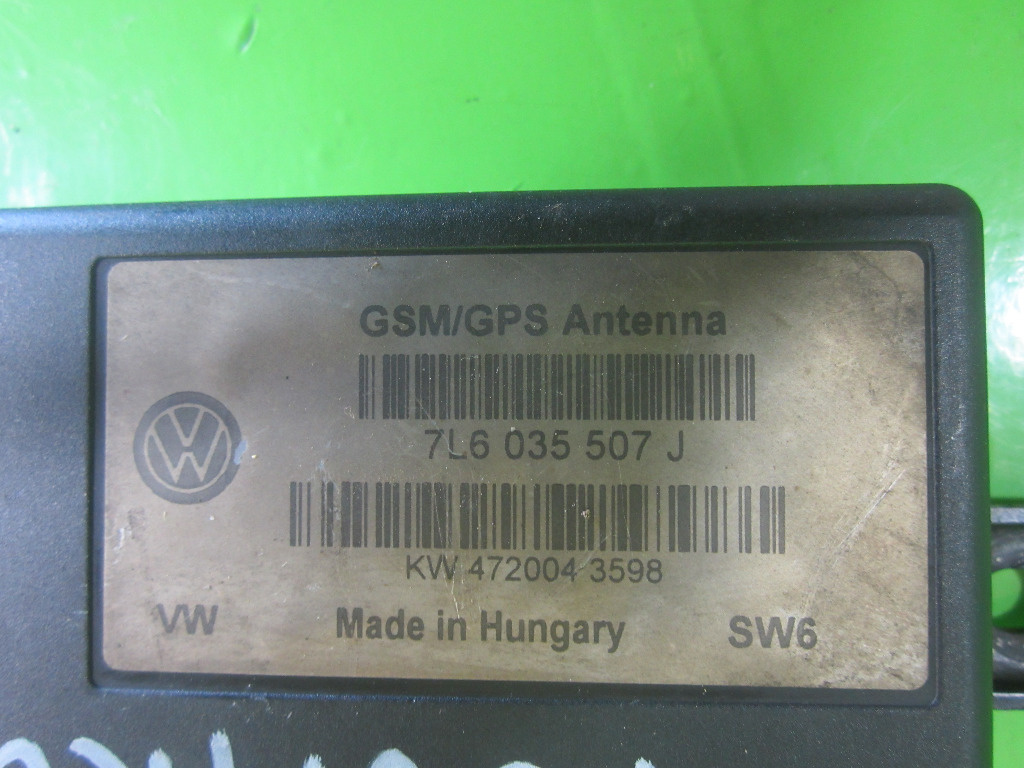 GSM/GPS Antenna
7L6 035 507 J
KW 472004 3598
VW Made in Hungary SW6